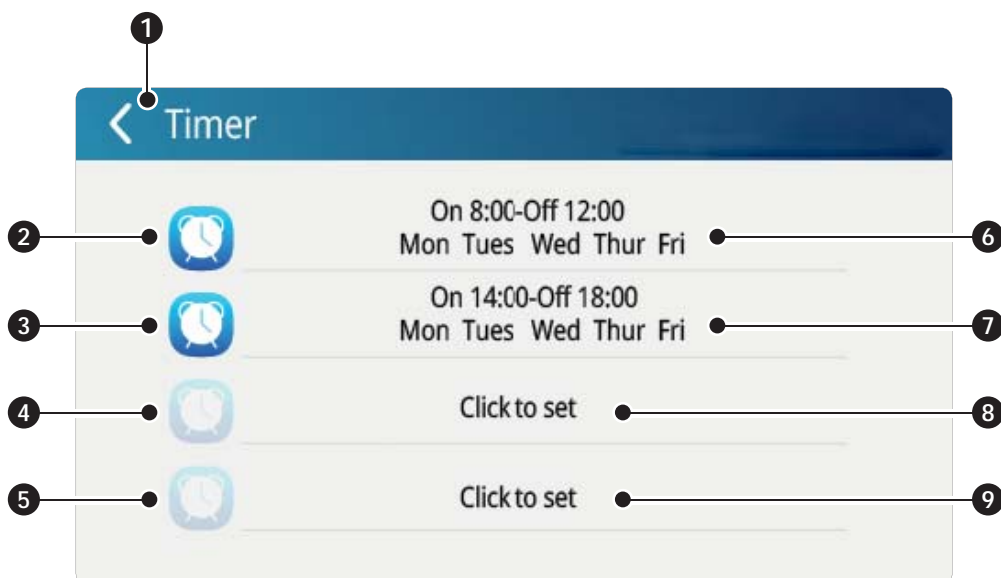 1
Timer
On 8:00-Off 12:00
2
Mon Tues Wed Thur Fri
6
On 14:00-Off 18:00
3
Mon Tues Wed Thur Fri
7
4
Click to set
8
5
Click to set
9